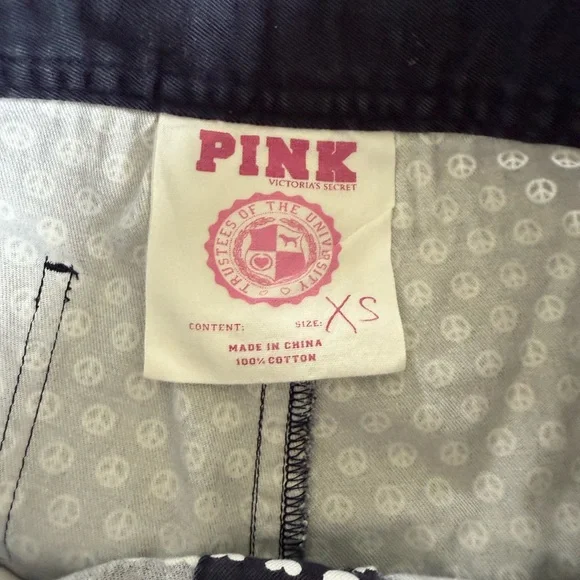 PINK
VICTORIA'S SECRET
TRUSTEES OF THE UNIVERSITY
CONTENT: SIZE: XS
MADE IN CHINA
100% COTTON